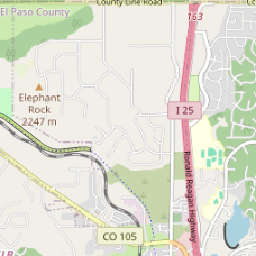 El Paso County
County Line Road
163
Elephant
Rock
2247 m
I 25
Ronald Reagan Highway
CO 105